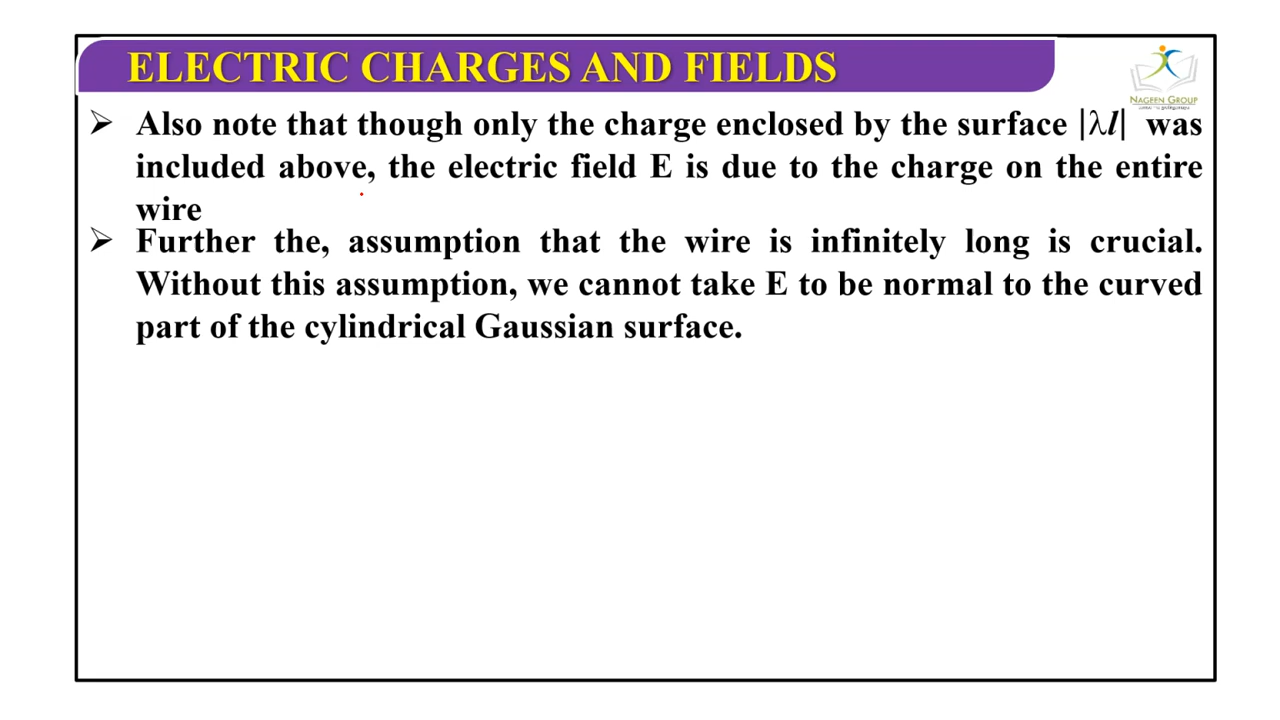 ELECTRIC CHARGES AND FIELDS
NAGEEN GROUP
➢ Also note that though only the charge enclosed by the surface |λl| was
included above, the electric field E is due to the charge on the entire
wire
➢ Further the, assumption that the wire is infinitely long is crucial.
Without this assumption, we cannot take E to be normal to the curved
part of the cylindrical Gaussian surface.